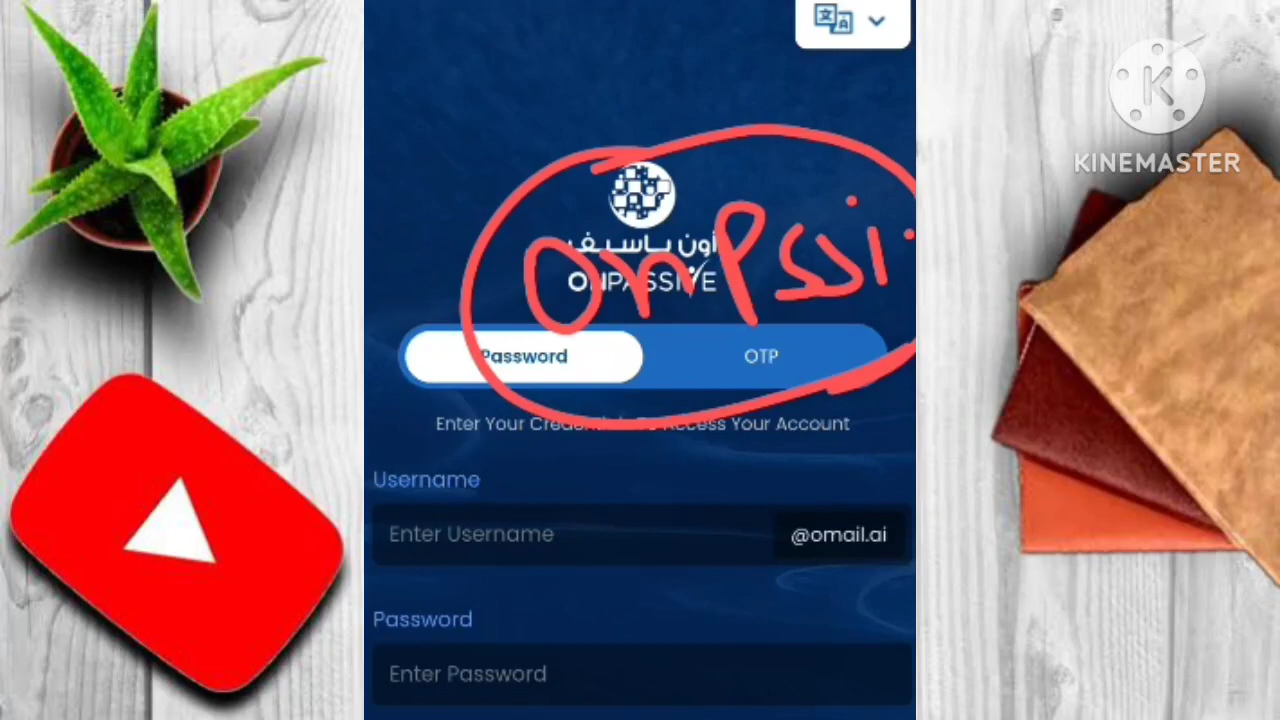 KINEMASTER
أون باسيف
ONPASSIVE
Password
OTP
Enter Your Credentials To Access Your Account
Username
Enter Username
@omail.ai
Password
Enter Password